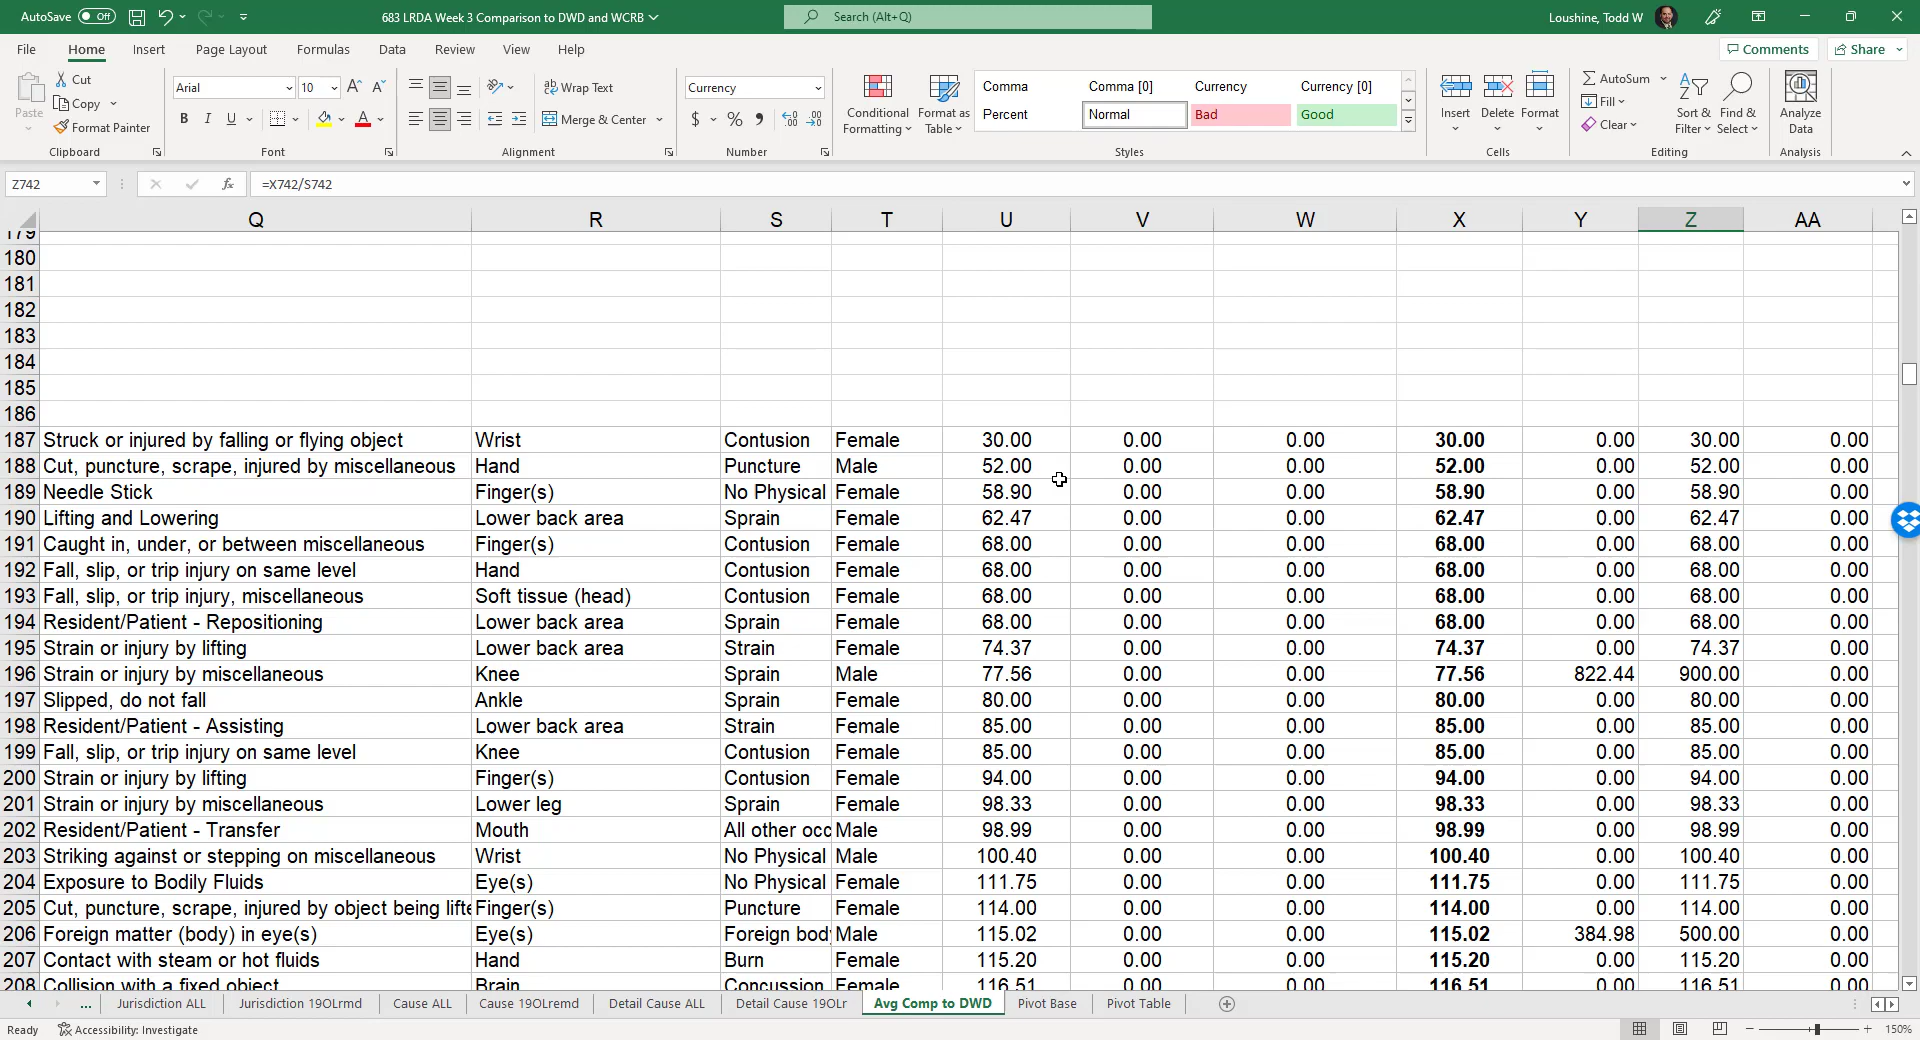 AutoSave Off 683 LRDA Week 3 Comparison to DWD and WCRB Search (Alt+Q) Loushine, Todd W
File Home Insert Page Layout Formulas Data Review View Help Comments Share
Paste Cut Copy Format Painter Clipboard
Arial 10 A A B I U A Font
ab Wrap Text Merge & Center Alignment
Currency $ % 9 Number
Conditional Formatting Format as Table
Comma Comma [0] Currency Currency [0]
Percent Normal Bad Good
Styles
Insert Delete Format Cells
AutoSum Fill Clear Sort & Filter Find & Select Editing
Analyze Data Analysis
Z742 fx =X742/S742
Q R S T U V W X Y Z AA
179
180
181
182
183
184
185
186
187 Struck or injured by falling or flying object Wrist Contusion Female 30.00 0.00 0.00 30.00 0.00 30.00 0.00
188 Cut, puncture, scrape, injured by miscellaneous Hand Puncture Male 52.00 0.00 0.00 52.00 0.00 52.00 0.00
189 Needle Stick Finger(s) No Physical Female 58.90 0.00 0.00 58.90 0.00 58.90 0.00
190 Lifting and Lowering Lower back area Sprain Female 62.47 0.00 0.00 62.47 0.00 62.47 0.00
191 Caught in, under, or between miscellaneous Finger(s) Contusion Female 68.00 0.00 0.00 68.00 0.00 68.00 0.00
192 Fall, slip, or trip injury on same level Hand Contusion Female 68.00 0.00 0.00 68.00 0.00 68.00 0.00
193 Fall, slip, or trip injury, miscellaneous Soft tissue (head) Contusion Female 68.00 0.00 0.00 68.00 0.00 68.00 0.00
194 Resident/Patient - Repositioning Lower back area Sprain Female 68.00 0.00 0.00 68.00 0.00 68.00 0.00
195 Strain or injury by lifting Lower back area Strain Female 74.37 0.00 0.00 74.37 0.00 74.37 0.00
196 Strain or injury by miscellaneous Knee Sprain Male 77.56 0.00 0.00 77.56 822.44 900.00 0.00
197 Slipped, do not fall Ankle Sprain Female 80.00 0.00 0.00 80.00 0.00 80.00 0.00
198 Resident/Patient - Assisting Lower back area Strain Female 85.00 0.00 0.00 85.00 0.00 85.00 0.00
199 Fall, slip, or trip injury on same level Knee Contusion Female 85.00 0.00 0.00 85.00 0.00 85.00 0.00
200 Strain or injury by lifting Finger(s) Contusion Female 94.00 0.00 0.00 94.00 0.00 94.00 0.00
201 Strain or injury by miscellaneous Lower leg Sprain Female 98.33 0.00 0.00 98.33 0.00 98.33 0.00
202 Resident/Patient - Transfer Mouth All other occ Male 98.99 0.00 0.00 98.99 0.00 98.99 0.00
203 Striking against or stepping on miscellaneous Wrist No Physical Male 100.40 0.00 0.00 100.40 0.00 100.40 0.00
204 Exposure to Bodily Fluids Eye(s) No Physical Female 111.75 0.00 0.00 111.75 0.00 111.75 0.00
205 Cut, puncture, scrape, injured by object being lifte Finger(s) Puncture Female 114.00 0.00 0.00 114.00 0.00 114.00 0.00
206 Foreign matter (body) in eye(s) Eye(s) Foreign body Male 115.02 0.00 0.00 115.02 384.98 500.00 0.00
207 Contact with steam or hot fluids Hand Burn Female 115.20 0.00 0.00 115.20 0.00 115.20 0.00
208 Collision with a fixed object Brain Concussion Female 116.51 0.00 0.00 116.51 0.00 116.51 0.00
... Jurisdiction ALL Jurisdiction 19OLrmd Cause ALL Cause 19OLremd Detail Cause ALL Detail Cause 19OLr Avg Comp to DWD Pivot Base Pivot Table
Ready Accessibility: Investigate 150%